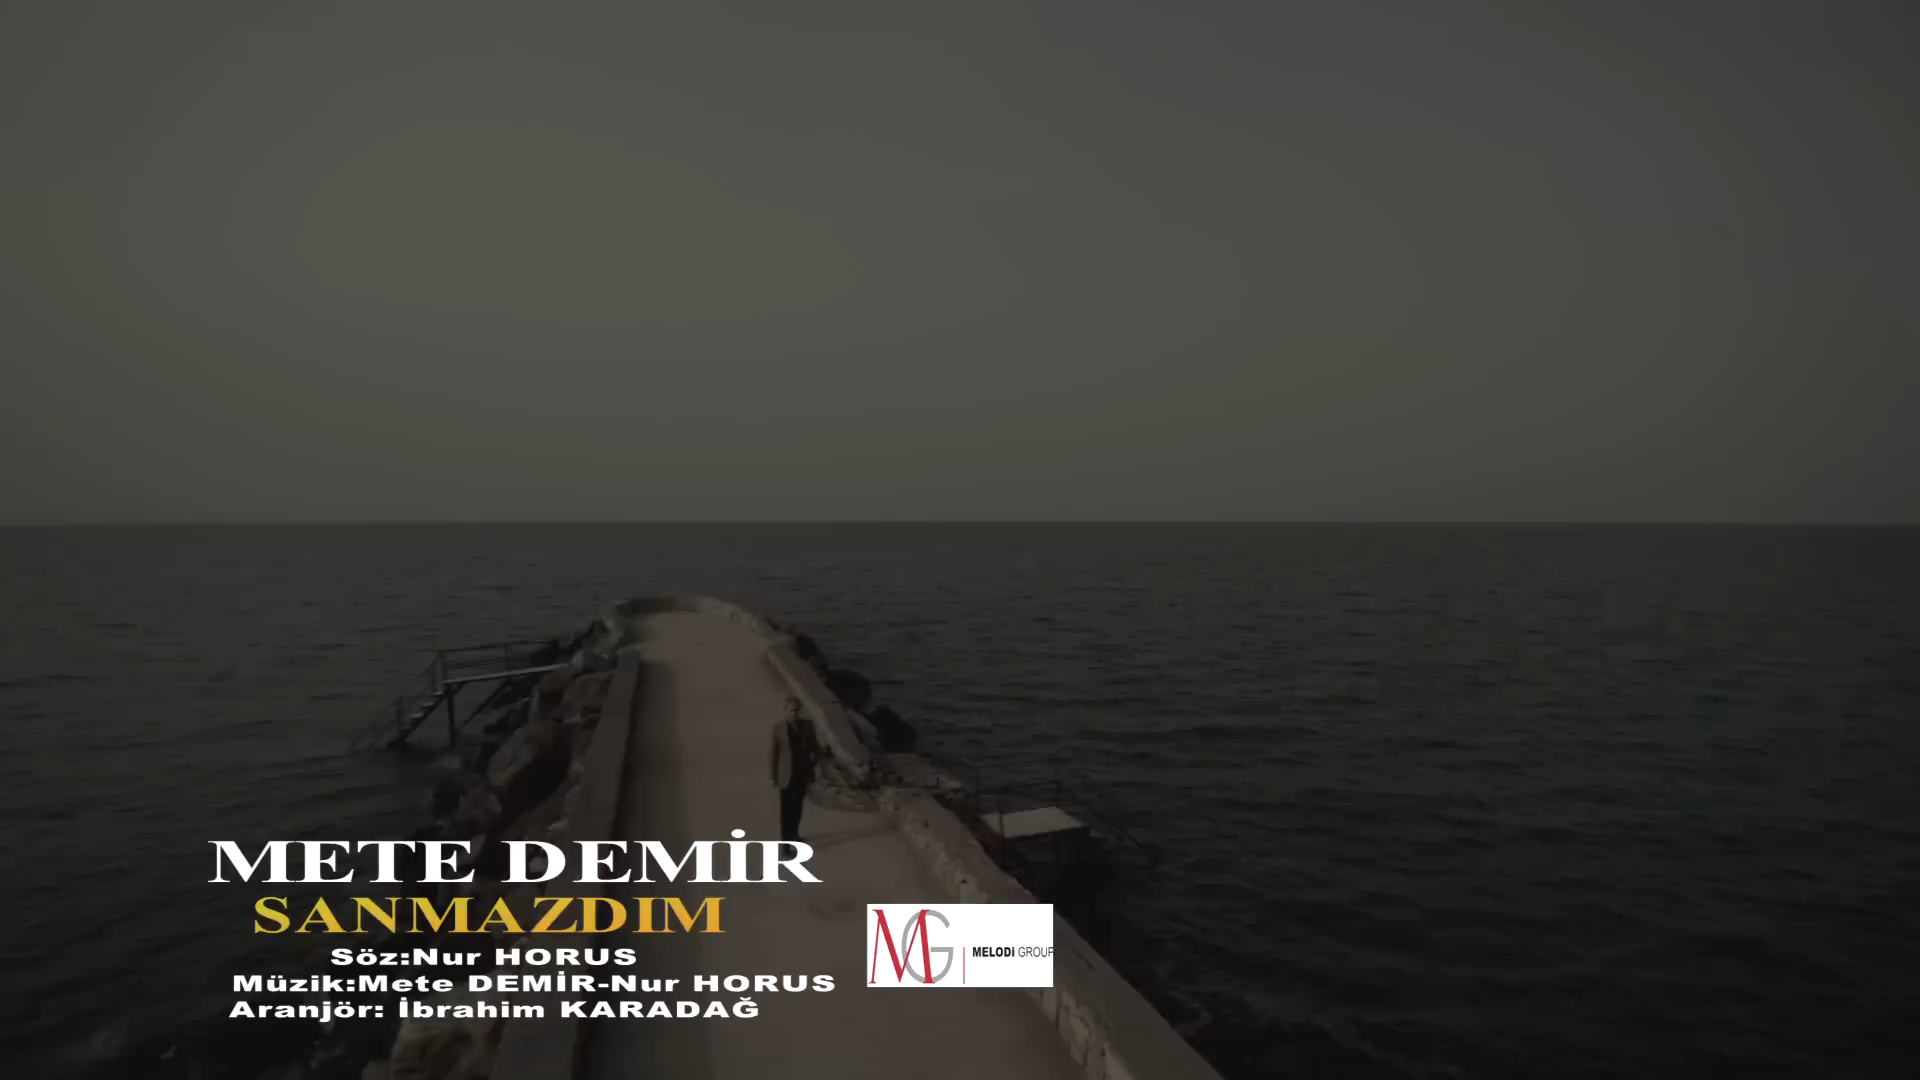 METE DEMİR
SANMAZDIM
Söz:Nur HORUS
Müzik:Mete DEMİR-Nur HORUS
Aranjör: İbrahim KARADAĞ
MG
MELODi GROUP